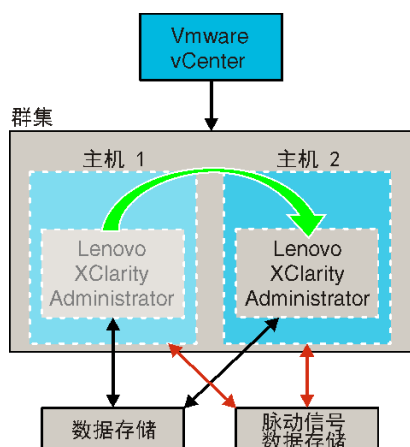 Vmware
vCenter
群集
主机 1
主机 2
Lenovo
XClarity
Administrator
Lenovo
XClarity
Administrator
数据存储
脉动信号
数据存储